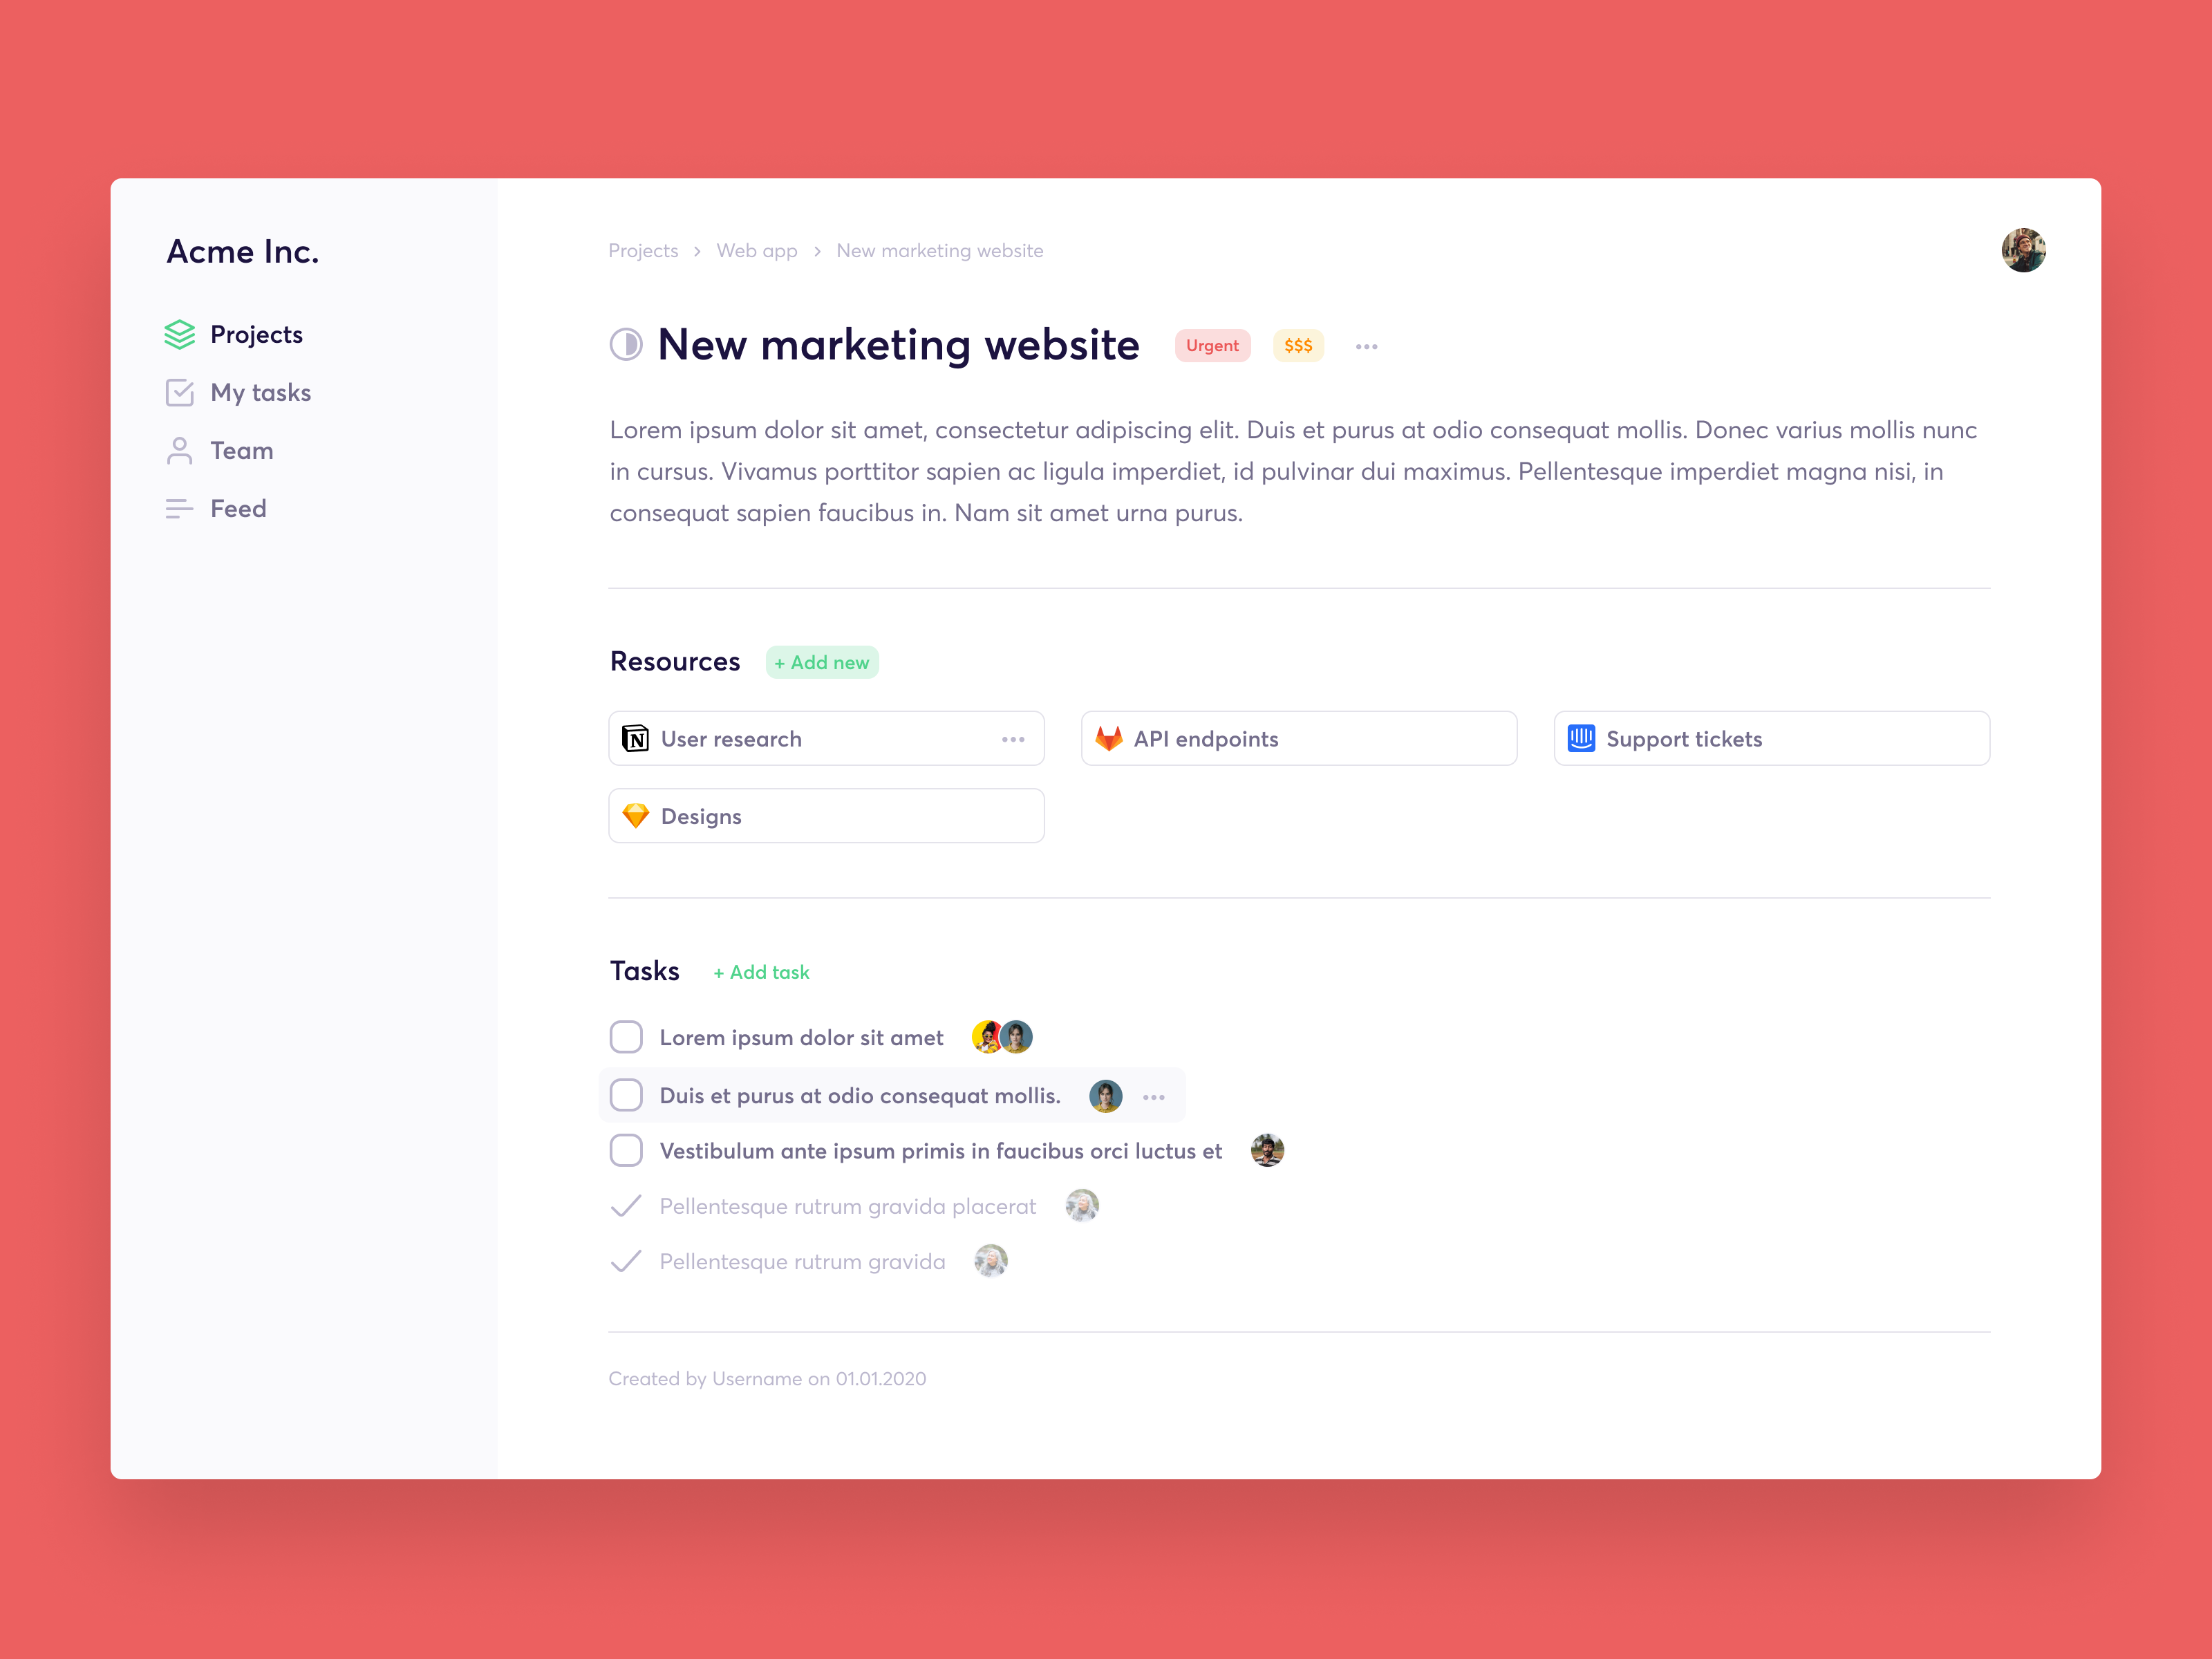 Acme Inc.
Projects
My tasks
Team
Feed
Projects > Web app > New marketing website
New marketing website Urgent $$$ •••
Lorem ipsum dolor sit amet, consectetur adipiscing elit. Duis et purus at odio consequat mollis. Donec varius mollis nunc
in cursus. Vivamus porttitor sapien ac ligula imperdiet, id pulvinar dui maximus. Pellentesque imperdiet magna nisi, in
consequat sapien faucibus in. Nam sit amet urna purus.
Resources + Add new
N User research •••
API endpoints
Support tickets
Designs
Tasks + Add task
Lorem ipsum dolor sit amet
Duis et purus at odio consequat mollis. •••
Vestibulum ante ipsum primis in faucibus orci luctus et
Pellentesque rutrum gravida placerat
Pellentesque rutrum gravida
Created by Username on 01.01.2020